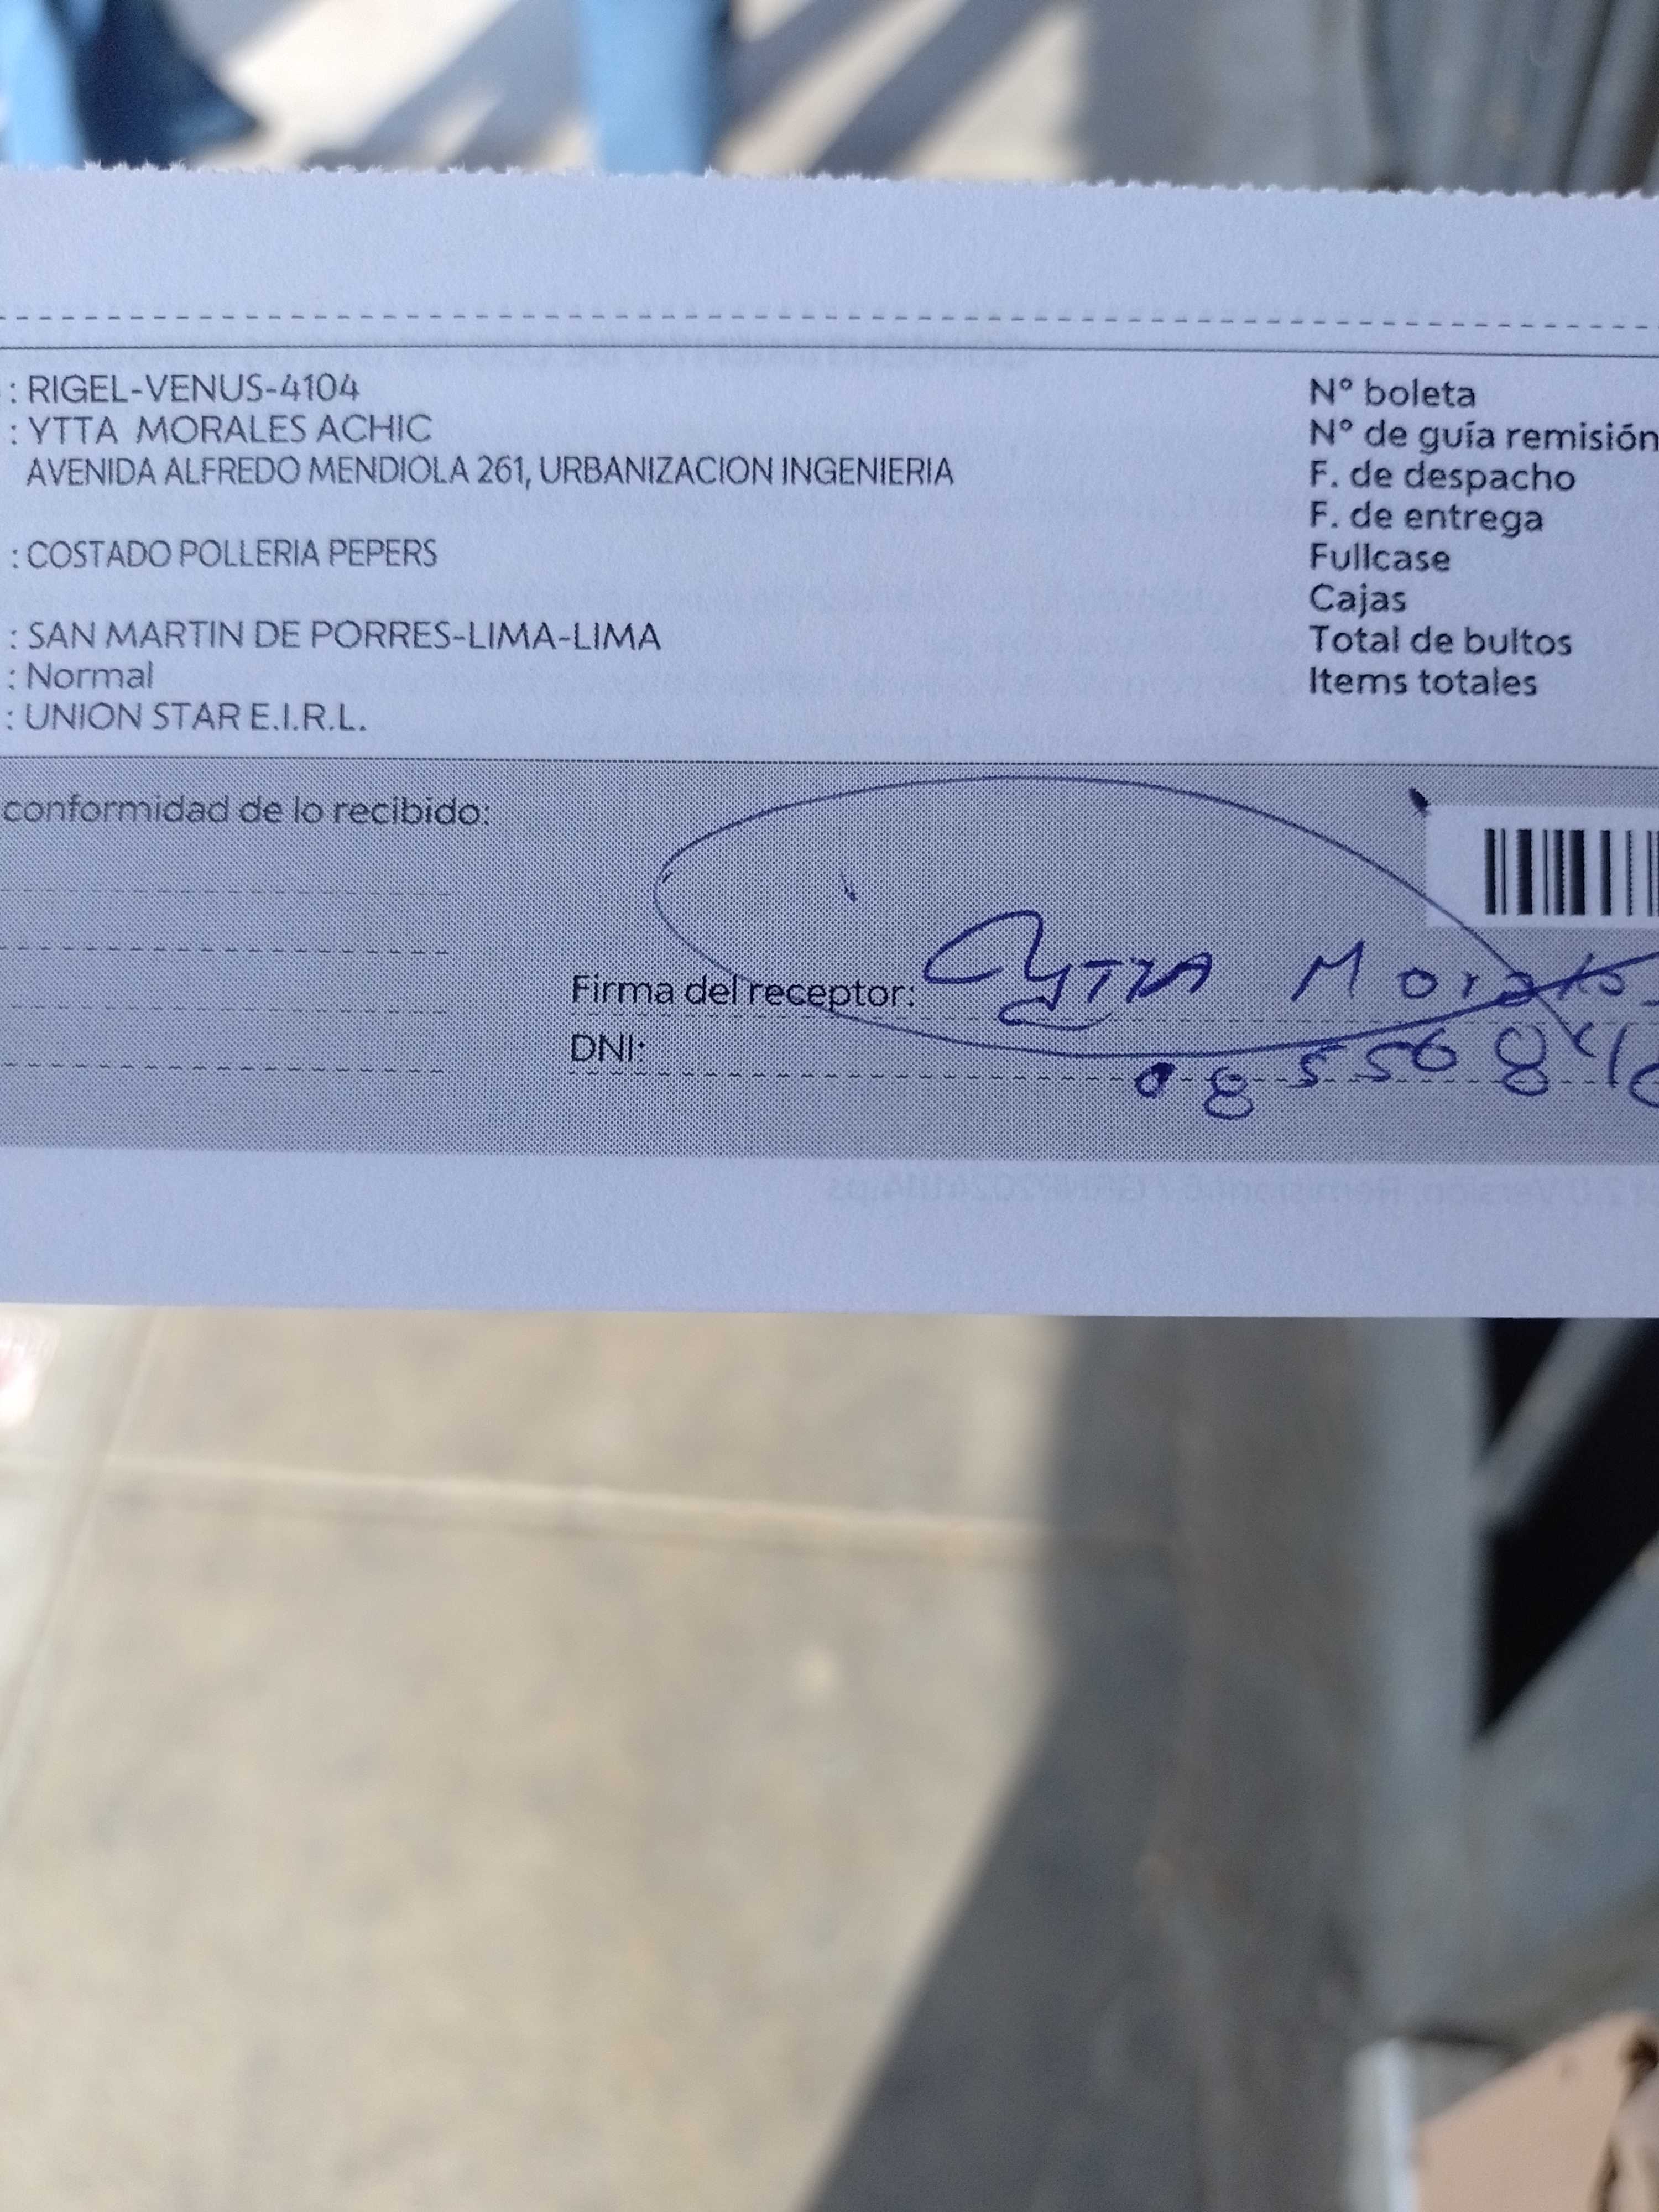 : RIGEL-VENUS-4104
: YTTA MORALES ACHIC
AVENIDA ALFREDO MENDIOLA 261, URBANIZACION INGENIERIA
: COSTADO POLLERIA PEPERS
: SAN MARTIN DE PORRES-LIMA-LIMA
: Normal
: UNION STAR E.I.R.L.
N° boleta
N° de guía remisión
F. de despacho
F. de entrega
Fullcase
Cajas
Total de bultos
Items totales
conformidad de lo recibido:
Firma del receptor: YTTA
DNI: